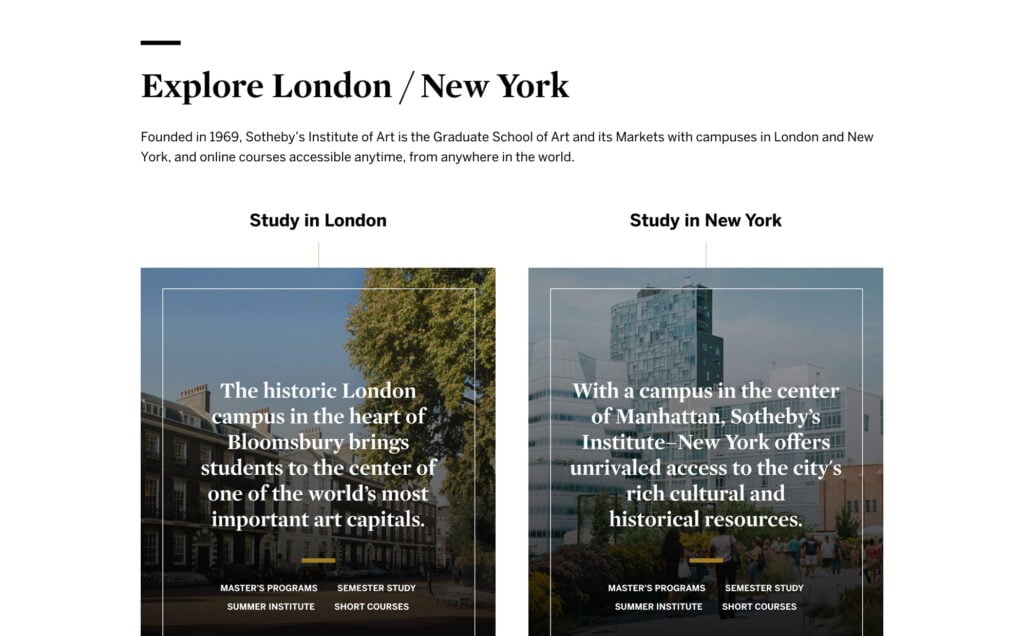 Explore London / New York
Founded in 1969, Sotheby's Institute of Art is the Graduate School of Art and its Markets with campuses in London and New
York, and online courses accessible anytime, from anywhere in the world.
Study in London
The historic London
campus in the heart of
Bloomsbury brings
students to the center of
one of the world's most
important art capitals.
MASTER'S PROGRAMS SEMESTER STUDY
SUMMER INSTITUTE SHORT COURSES
Study in New York
With a campus in the center
of Manhattan, Sotheby's
Institute–New York offers
unrivaled access to the city's
rich cultural and
historical resources.
MASTER'S PROGRAMS SEMESTER STUDY
SUMMER INSTITUTE SHORT COURSES